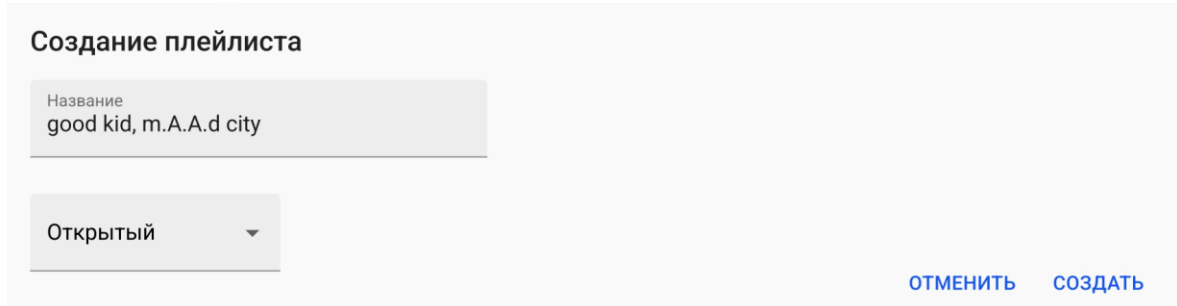 Создание плейлиста
Название
good kid, m.A.A.d city
Открытый
ОТМЕНИТЬ СОЗДАТЬ